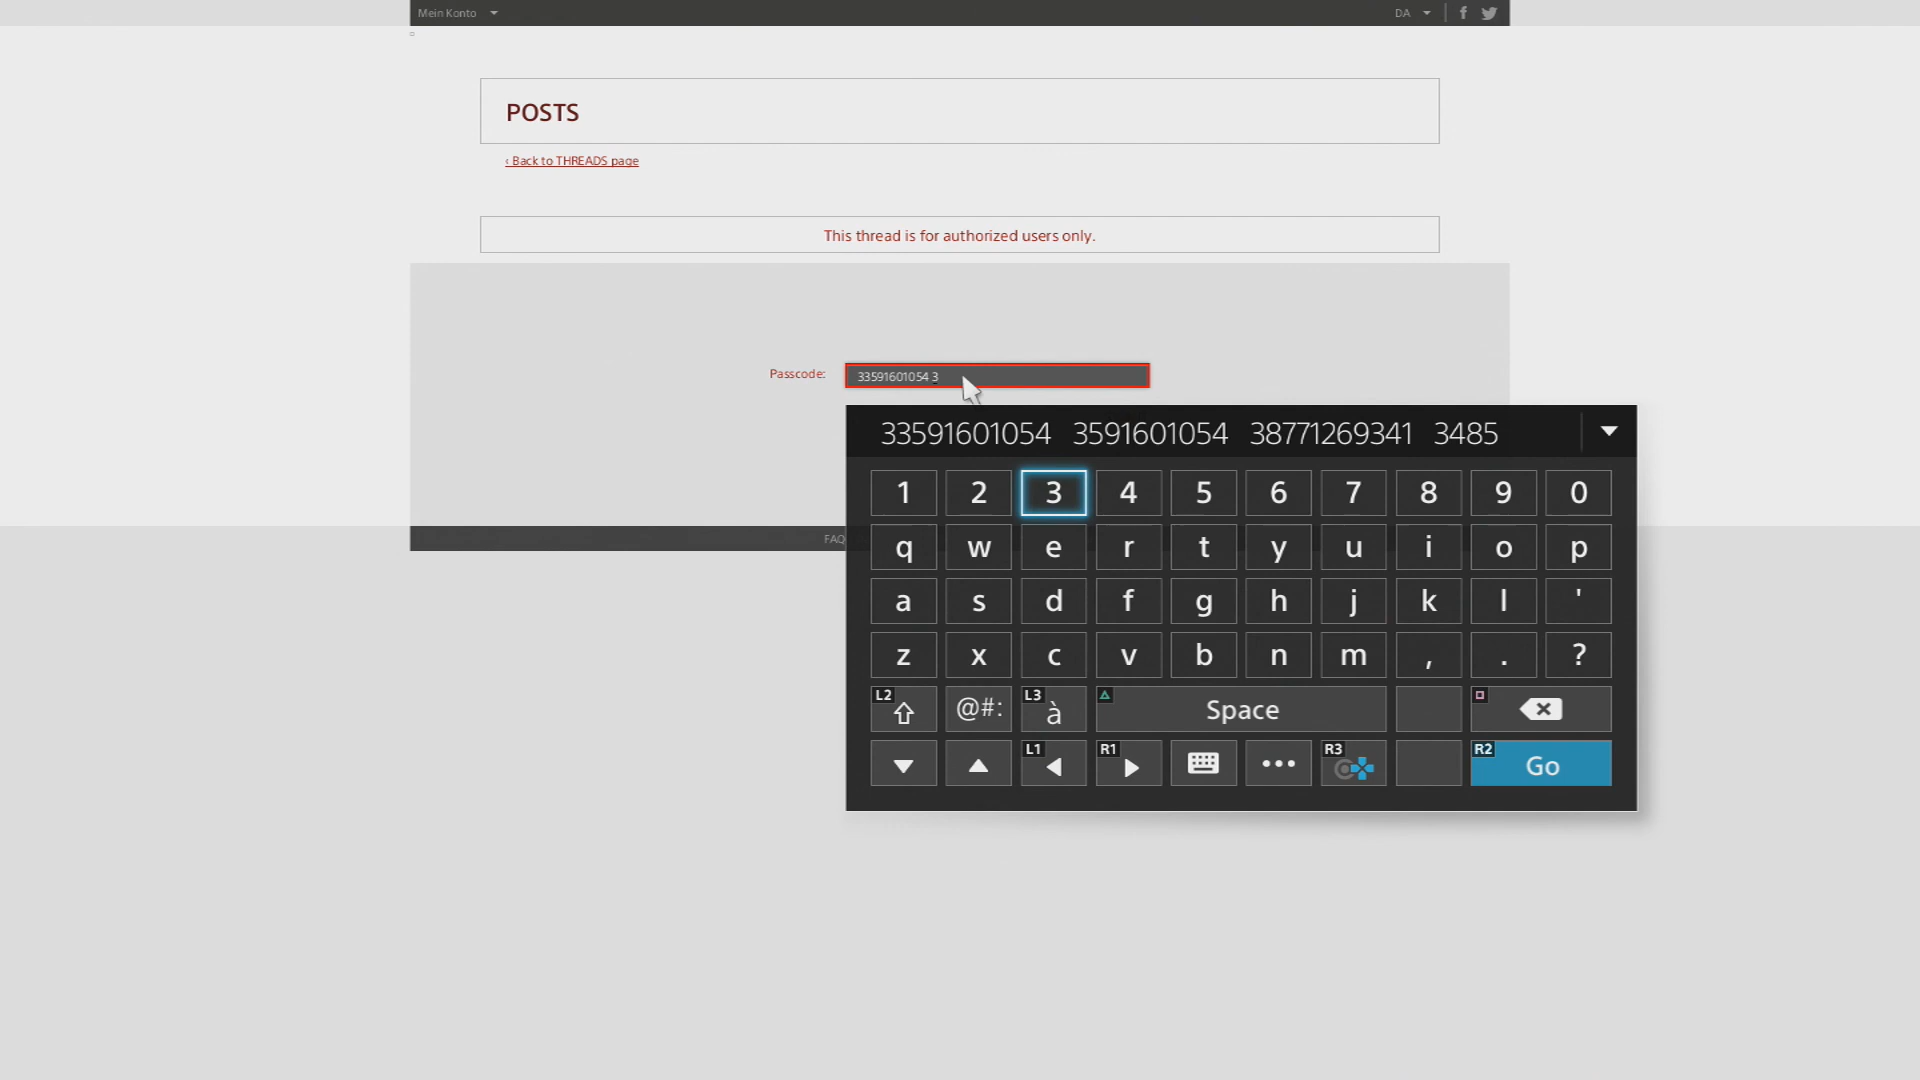 Mein Konto
DA
POSTS
‹ Back to THREADS page
This thread is for authorized users only.
Passcode:
33591601054 3
33591601054 3591601054 38771269341 3485
1 2 3 4 5 6 7 8 9 0
q w e r t y u i o p
a s d f g h j k l '
z x c v b n m , . ?
L2 @#: L3 à Space
L1 R1 ••• R3 R2 Go
FAQ